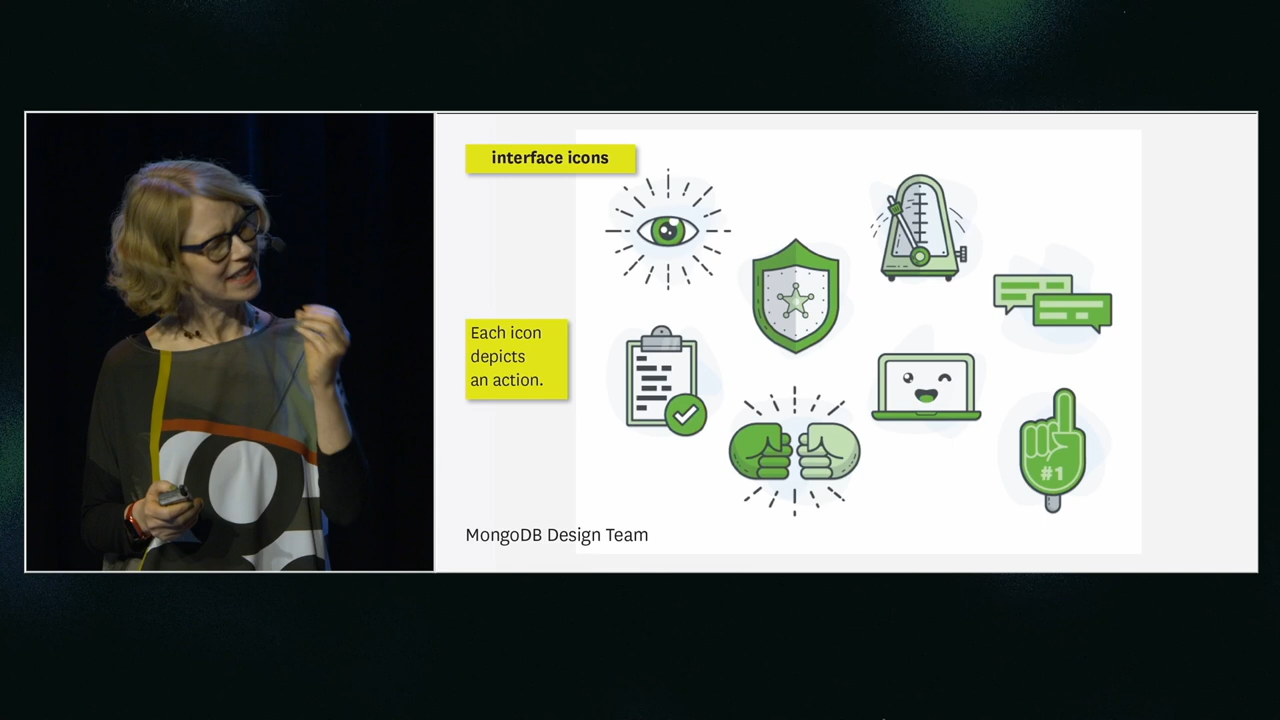 interface icons
Each icon
depicts
an action.
#1
MongoDB Design Team